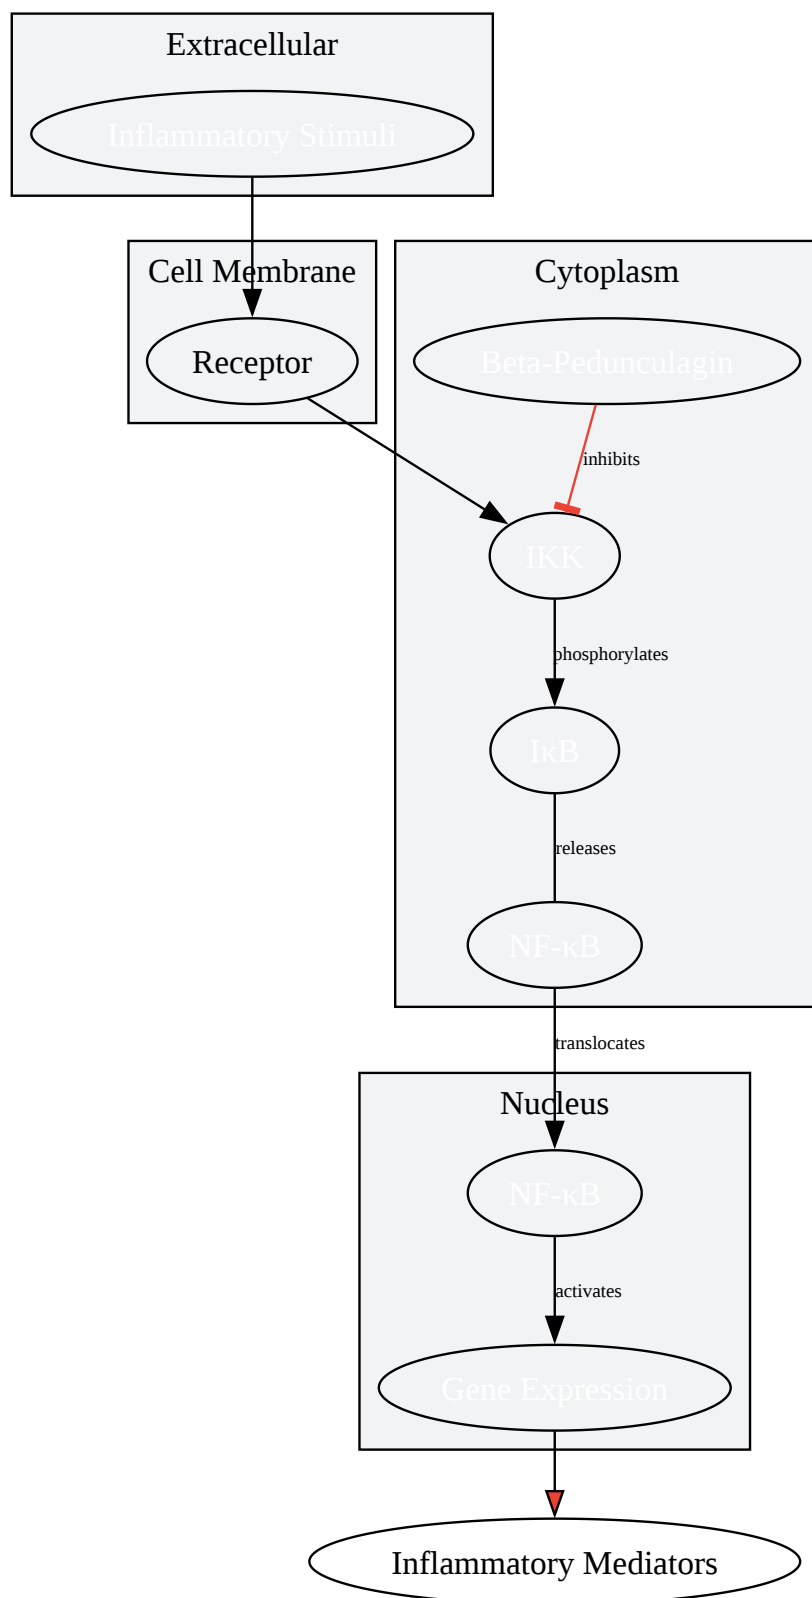 Extracellular
Inflammatory Stimuli
Cell Membrane
Cytoplasm
Receptor
Beta-Pedunculagin
inhibits
IKK
phosphorylates
IκB
releases
NF-κB
translocates
Nucleus
NF-κB
activates
Gene Expression
Inflammatory Mediators